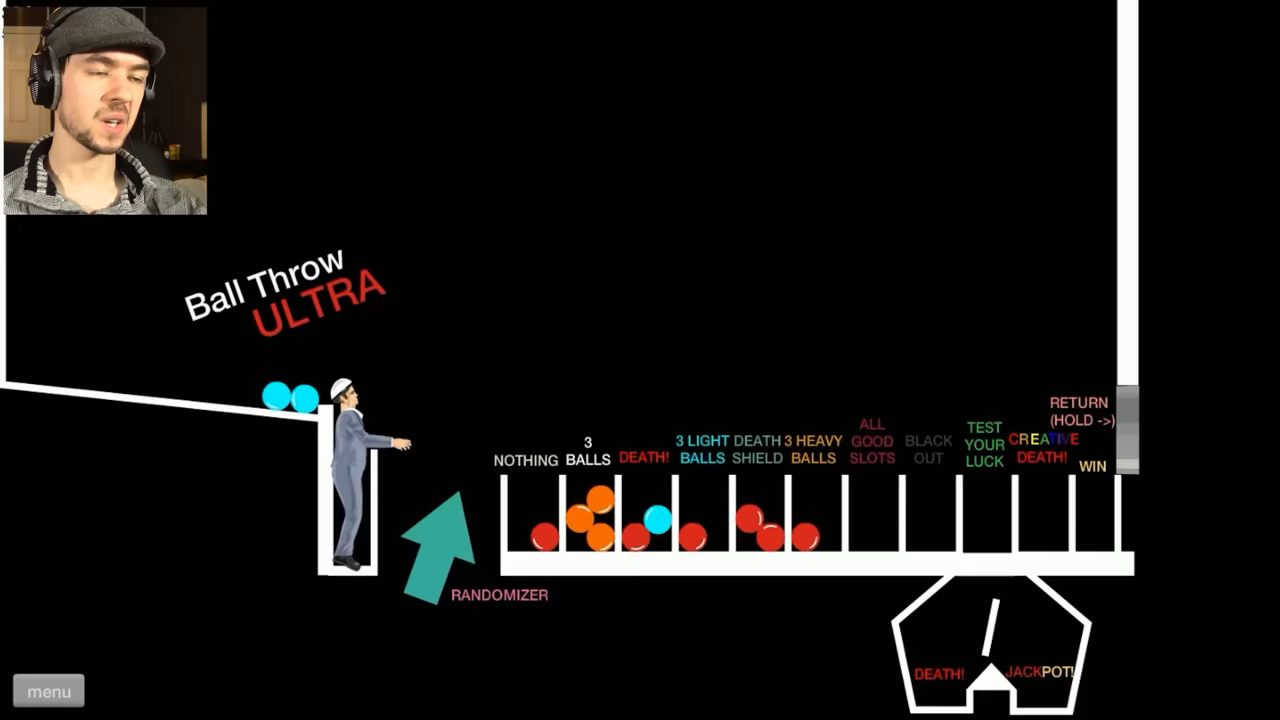 Ball Throw
ULTRA
NOTHING
3
BALLS
DEATH!
3 LIGHT
BALLS
DEATH
SHIELD
3 HEAVY
BALLS
ALL
GOOD
SLOTS
BLACK
OUT
TEST
YOUR
LUCK
RETURN
(HOLD ->)
CREATIVE
DEATH!
WIN
RANDOMIZER
DEATH!
JACKPOT!
menu